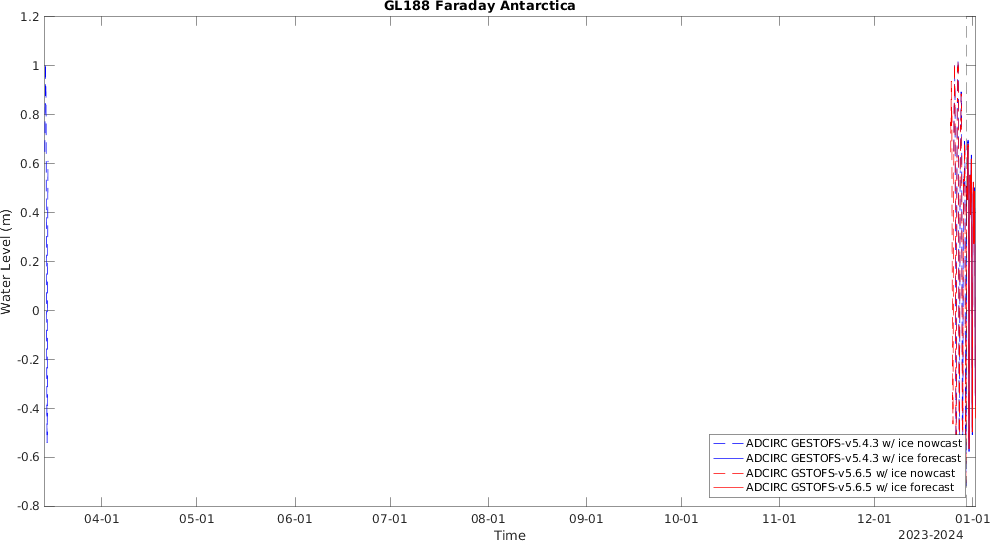 GL188 Faraday Antarctica
1.2
1
0.8
0.6
0.4
0.2
0
-0.2
-0.4
-0.6
-0.8
Water Level (m)
ADCIRC GESTOFS-v5.4.3 w/ ice nowcast
ADCIRC GESTOFS-v5.4.3 w/ ice forecast
ADCIRC GSTOFS-v5.6.5 w/ ice nowcast
ADCIRC GSTOFS-v5.6.5 w/ ice forecast
04-01 05-01 06-01 07-01 08-01 09-01 10-01 11-01 12-01 01-01
Time
2023-2024